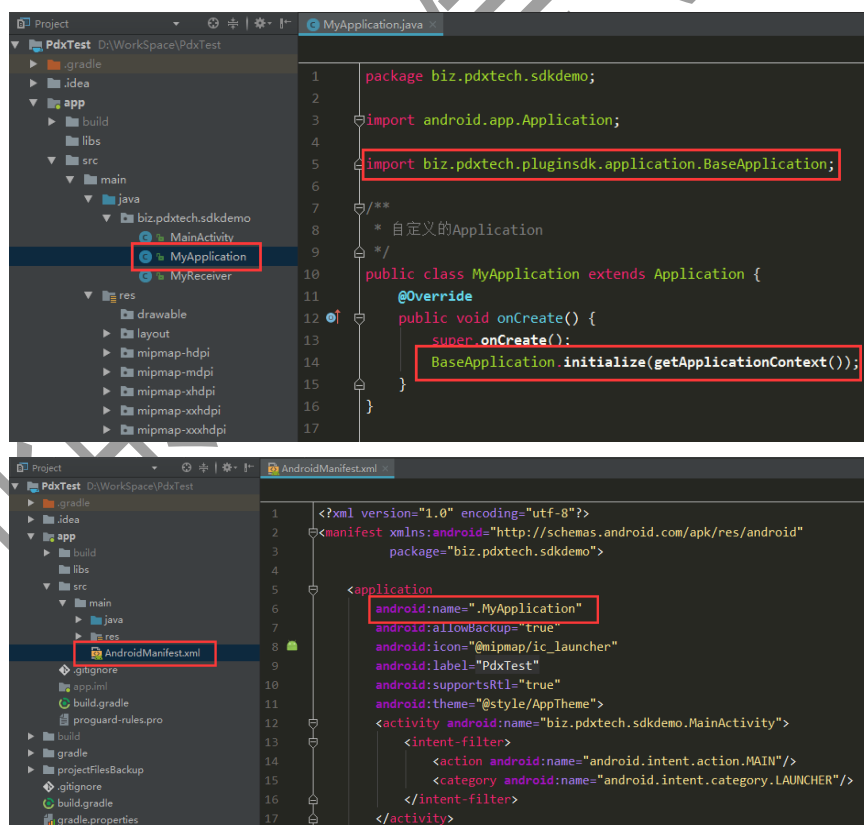 Project
MyApplication.java
PdxTest D:\WorkSpace\PdxTest
.gradle
.idea
app
build
libs
src
main
java
biz.pdxtech.sdkdemo
MainActivity
MyApplication
MyReceiver
res
drawable
layout
mipmap-hdpi
mipmap-mdpi
mipmap-xhdpi
mipmap-xxhdpi
mipmap-xxxhdpi
1 package biz.pdxtech.sdkdemo;
2
3 import android.app.Application;
4
5 import biz.pdxtech.pluginsdk.application.BaseApplication;
6
7 /**
8 * 自定义的Application
9 */
10 public class MyApplication extends Application {
11 @Override
12 public void onCreate() {
13 super.onCreate();
14 BaseApplication.initialize(getApplicationContext());
15 }
16 }
17
Project
AndroidManifest.xml
PdxTest D:\WorkSpace\PdxTest
.gradle
.idea
app
build
libs
src
main
java
res
AndroidManifest.xml
.gitignore
app.iml
build.gradle
proguard-rules.pro
build
gradle
projectFilesBackup
.gitignore
build.gradle
gradle.properties
1 <?xml version="1.0" encoding="utf-8"?>
2 <manifest xmlns:android="http://schemas.android.com/apk/res/android"
3 package="biz.pdxtech.sdkdemo">
4
5 <application
6 android:name=".MyApplication"
7 android:allowBackup="true"
8 android:icon="@mipmap/ic_launcher"
9 android:label="PdxTest"
10 android:supportsRtl="true"
11 android:theme="@style/AppTheme">
12 <activity android:name="biz.pdxtech.sdkdemo.MainActivity">
13 <intent-filter>
14 <action android:name="android.intent.action.MAIN"/>
15 <category android:name="android.intent.category.LAUNCHER"/>
16 </intent-filter>
17 </activity>